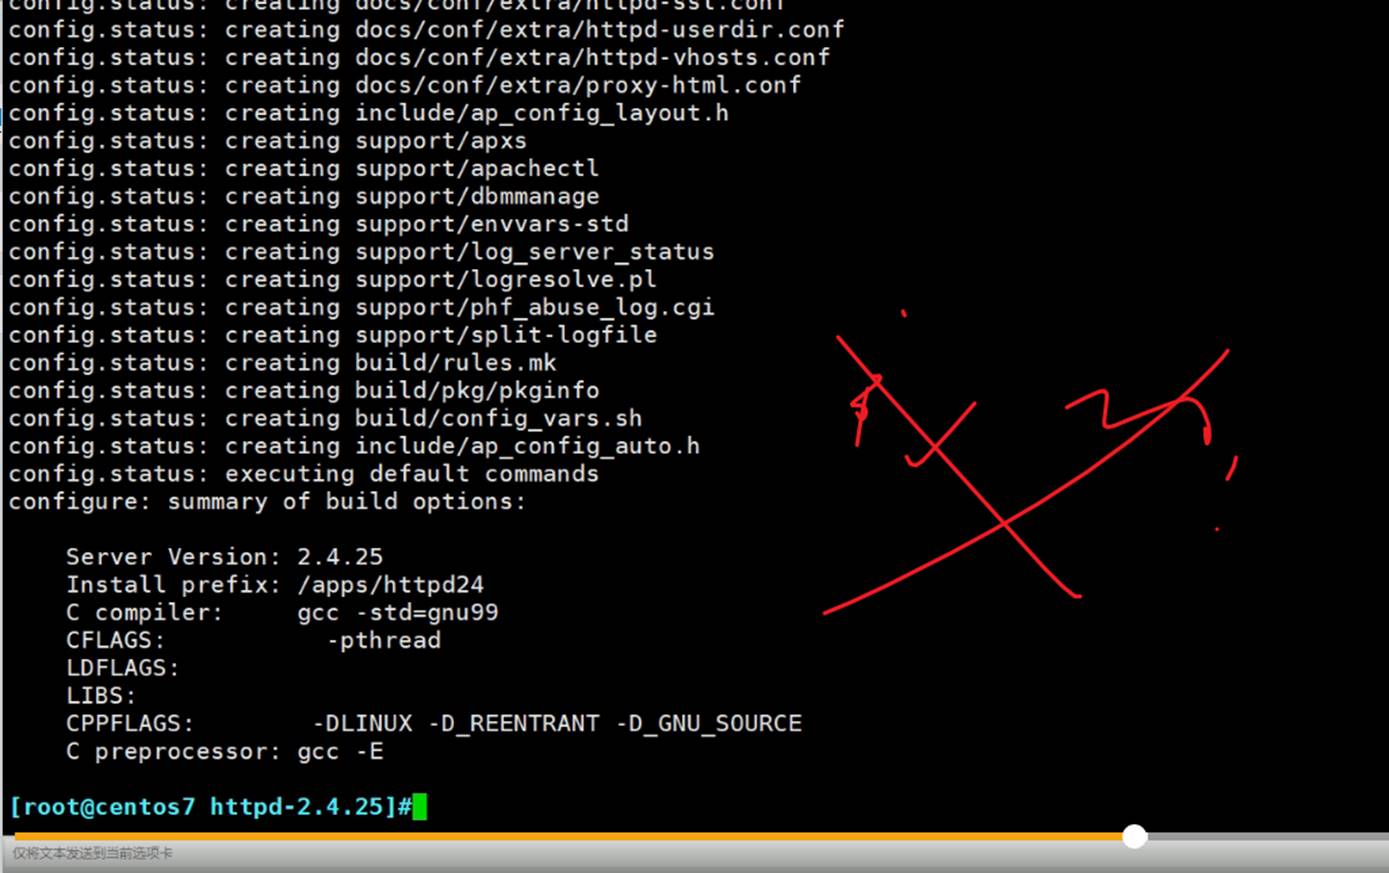 config.status: creating docs/conf/extra/httpd-ssl.conf
config.status: creating docs/conf/extra/httpd-userdir.conf
config.status: creating docs/conf/extra/httpd-vhosts.conf
config.status: creating docs/conf/extra/proxy-html.conf
config.status: creating include/ap_config_layout.h
config.status: creating support/apxs
config.status: creating support/apachectl
config.status: creating support/dbmmanage
config.status: creating support/envvars-std
config.status: creating support/log_server_status
config.status: creating support/logresolve.pl
config.status: creating support/phf_abuse_log.cgi
config.status: creating support/split-logfile
config.status: creating build/rules.mk
config.status: creating build/pkg/pkginfo
config.status: creating build/config_vars.sh
config.status: creating include/ap_config_auto.h
config.status: executing default commands
configure: summary of build options:
Server Version: 2.4.25
Install prefix: /apps/httpd24
C compiler: gcc -std=gnu99
CFLAGS: -pthread
LDFLAGS:
LIBS:
CPPFLAGS: -DLINUX -D_REENTRANT -D_GNU_SOURCE
C preprocessor: gcc -E
[root@centos7 httpd-2.4.25]#
仅将文本发送到当前选项卡